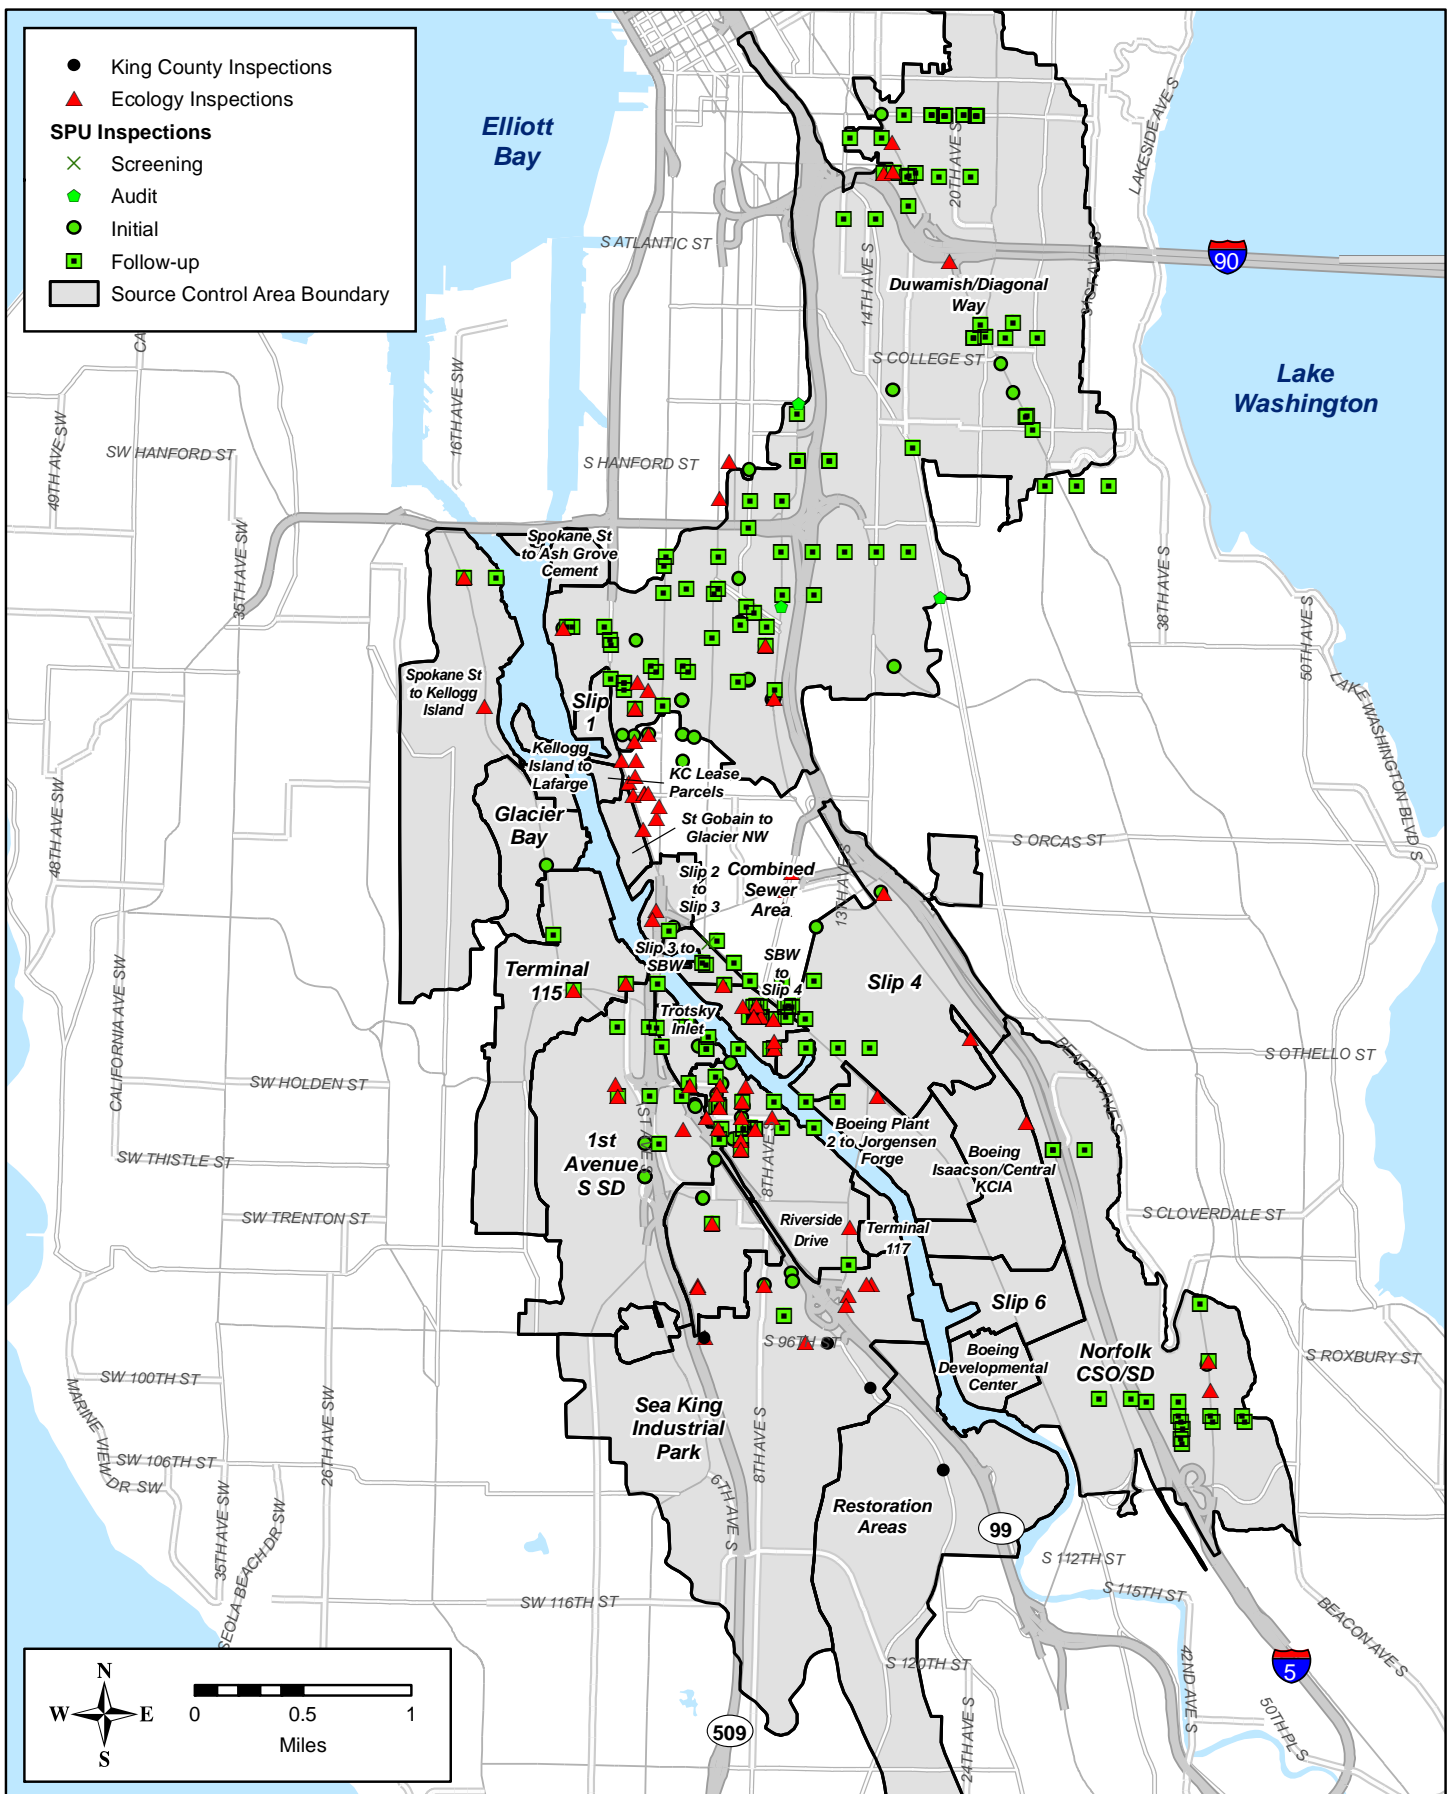 King County Inspections
Ecology Inspections
SPU Inspections
Screening
Audit
Initial
Follow-up
Source Control Area Boundary
Elliott
Bay
Lake
Washington
LAKESIDE AVE S
20TH AVE S
S ATLANTIC ST
14TH AVE S
31ST AVE S
90
Duwamish/Diagonal
Way
S COLLEGE ST
CA
16TH AVE SW
49TH AVE SW
SW HANFORD ST
S HANFORD ST
35TH AVE SW
Spokane St
to Ash Grove
Cement
38TH AVE S
50TH AVE S
LAKE WASHINGTON BLVD S
Spokane St
to Kellogg
Island
Slip
1
Kellogg
Island to
Lafarge
KC Lease
Parcels
48TH AVE SW
Glacier
Bay
St Gobain to
Glacier NW
S ORCAS ST
Slip 2
to
Slip 3
Combined
Sewer
Area
13TH AVE S
Slip 3 to
SBW
SBW
to
Slip 4
Slip 4
Terminal
115
CALIFORNIA AVE SW
Trotsky
Inlet
S OTHELLO ST
BEACON AVE S
SW HOLDEN ST
1ST AVE S
Boeing Plant
2 to Jorgensen
Forge
Boeing
Isaacson/Central
KCIA
1st
Avenue
S SD
8TH AVE S
SW THISTLE ST
SW TRENTON ST
S CLOVERDALE ST
Riverside
Drive
Terminal
117
Slip 6
S 96TH ST
Boeing
Developmental
Center
Norfolk
CSO/SD
S ROXBURY ST
SW 100TH ST
MARINE VIEW DR SW
26TH AVE SW
Sea King
Industrial
Park
8TH AVE S
SW 106TH ST
35TH AVE SW
SEOLA BEACH DR SW
6TH AVE S
Restoration
Areas
99
S 112TH ST
S 115TH ST
SW 116TH ST
BEACON AVE S
42ND AVE S
S 120TH ST
5
50TH PL S
24TH AVE S
509
N
W E
S
0 0.5 1
Miles